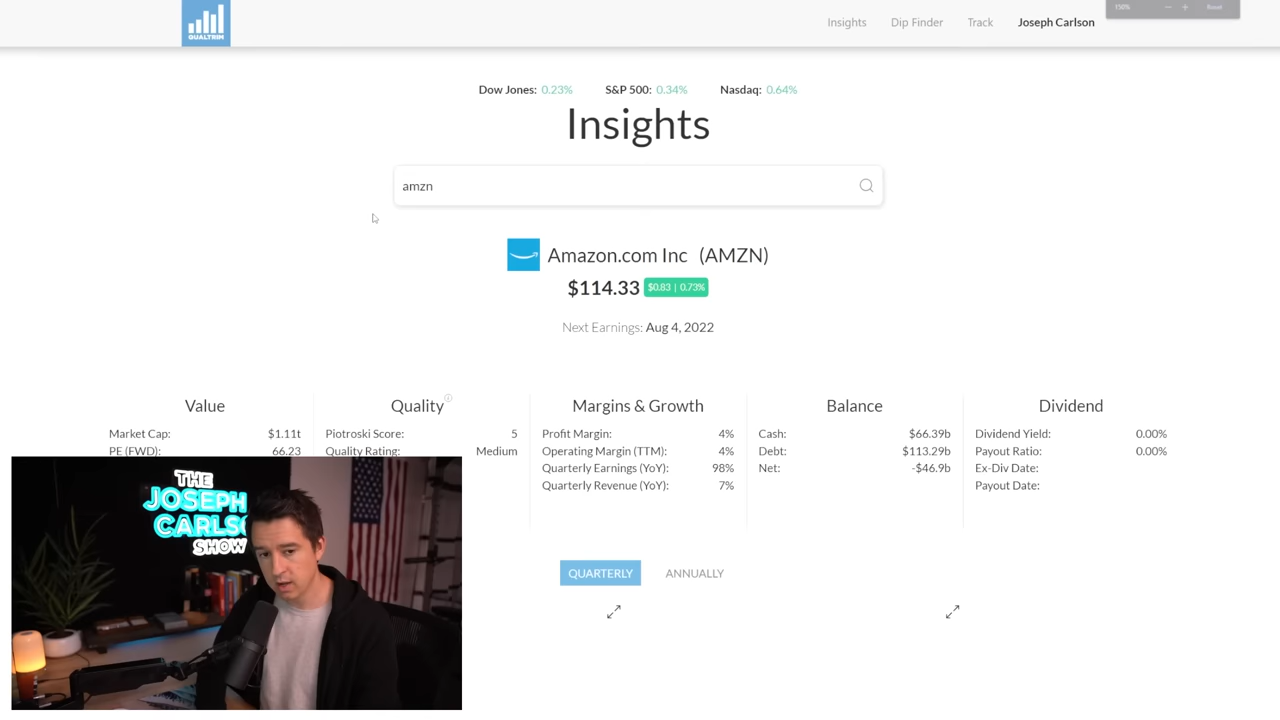 QUALTRIM
Insights Dip Finder Track Joseph Carlson
150% Reset
Dow Jones: 0.23% S&P 500: 0.34% Nasdaq: 0.64%
Insights
amzn
Amazon.com Inc (AMZN)
$114.33 $0.83 | 0.73%
Next Earnings: Aug 4, 2022
Value
Market Cap: $1.11t
PE (FWD): 66.23
Quality
Piotroski Score: 5
Quality Rating: Medium
Margins & Growth
Profit Margin: 4%
Operating Margin (TTM): 4%
Quarterly Earnings (YoY): 98%
Quarterly Revenue (YoY): 7%
Balance
Cash: $66.39b
Debt: $113.29b
Net: -$46.9b
Dividend
Dividend Yield: 0.00%
Payout Ratio: 0.00%
Ex-Div Date:
Payout Date:
QUARTERLY ANNUALLY
THE
JOSEPH
CARLSO
SHOW